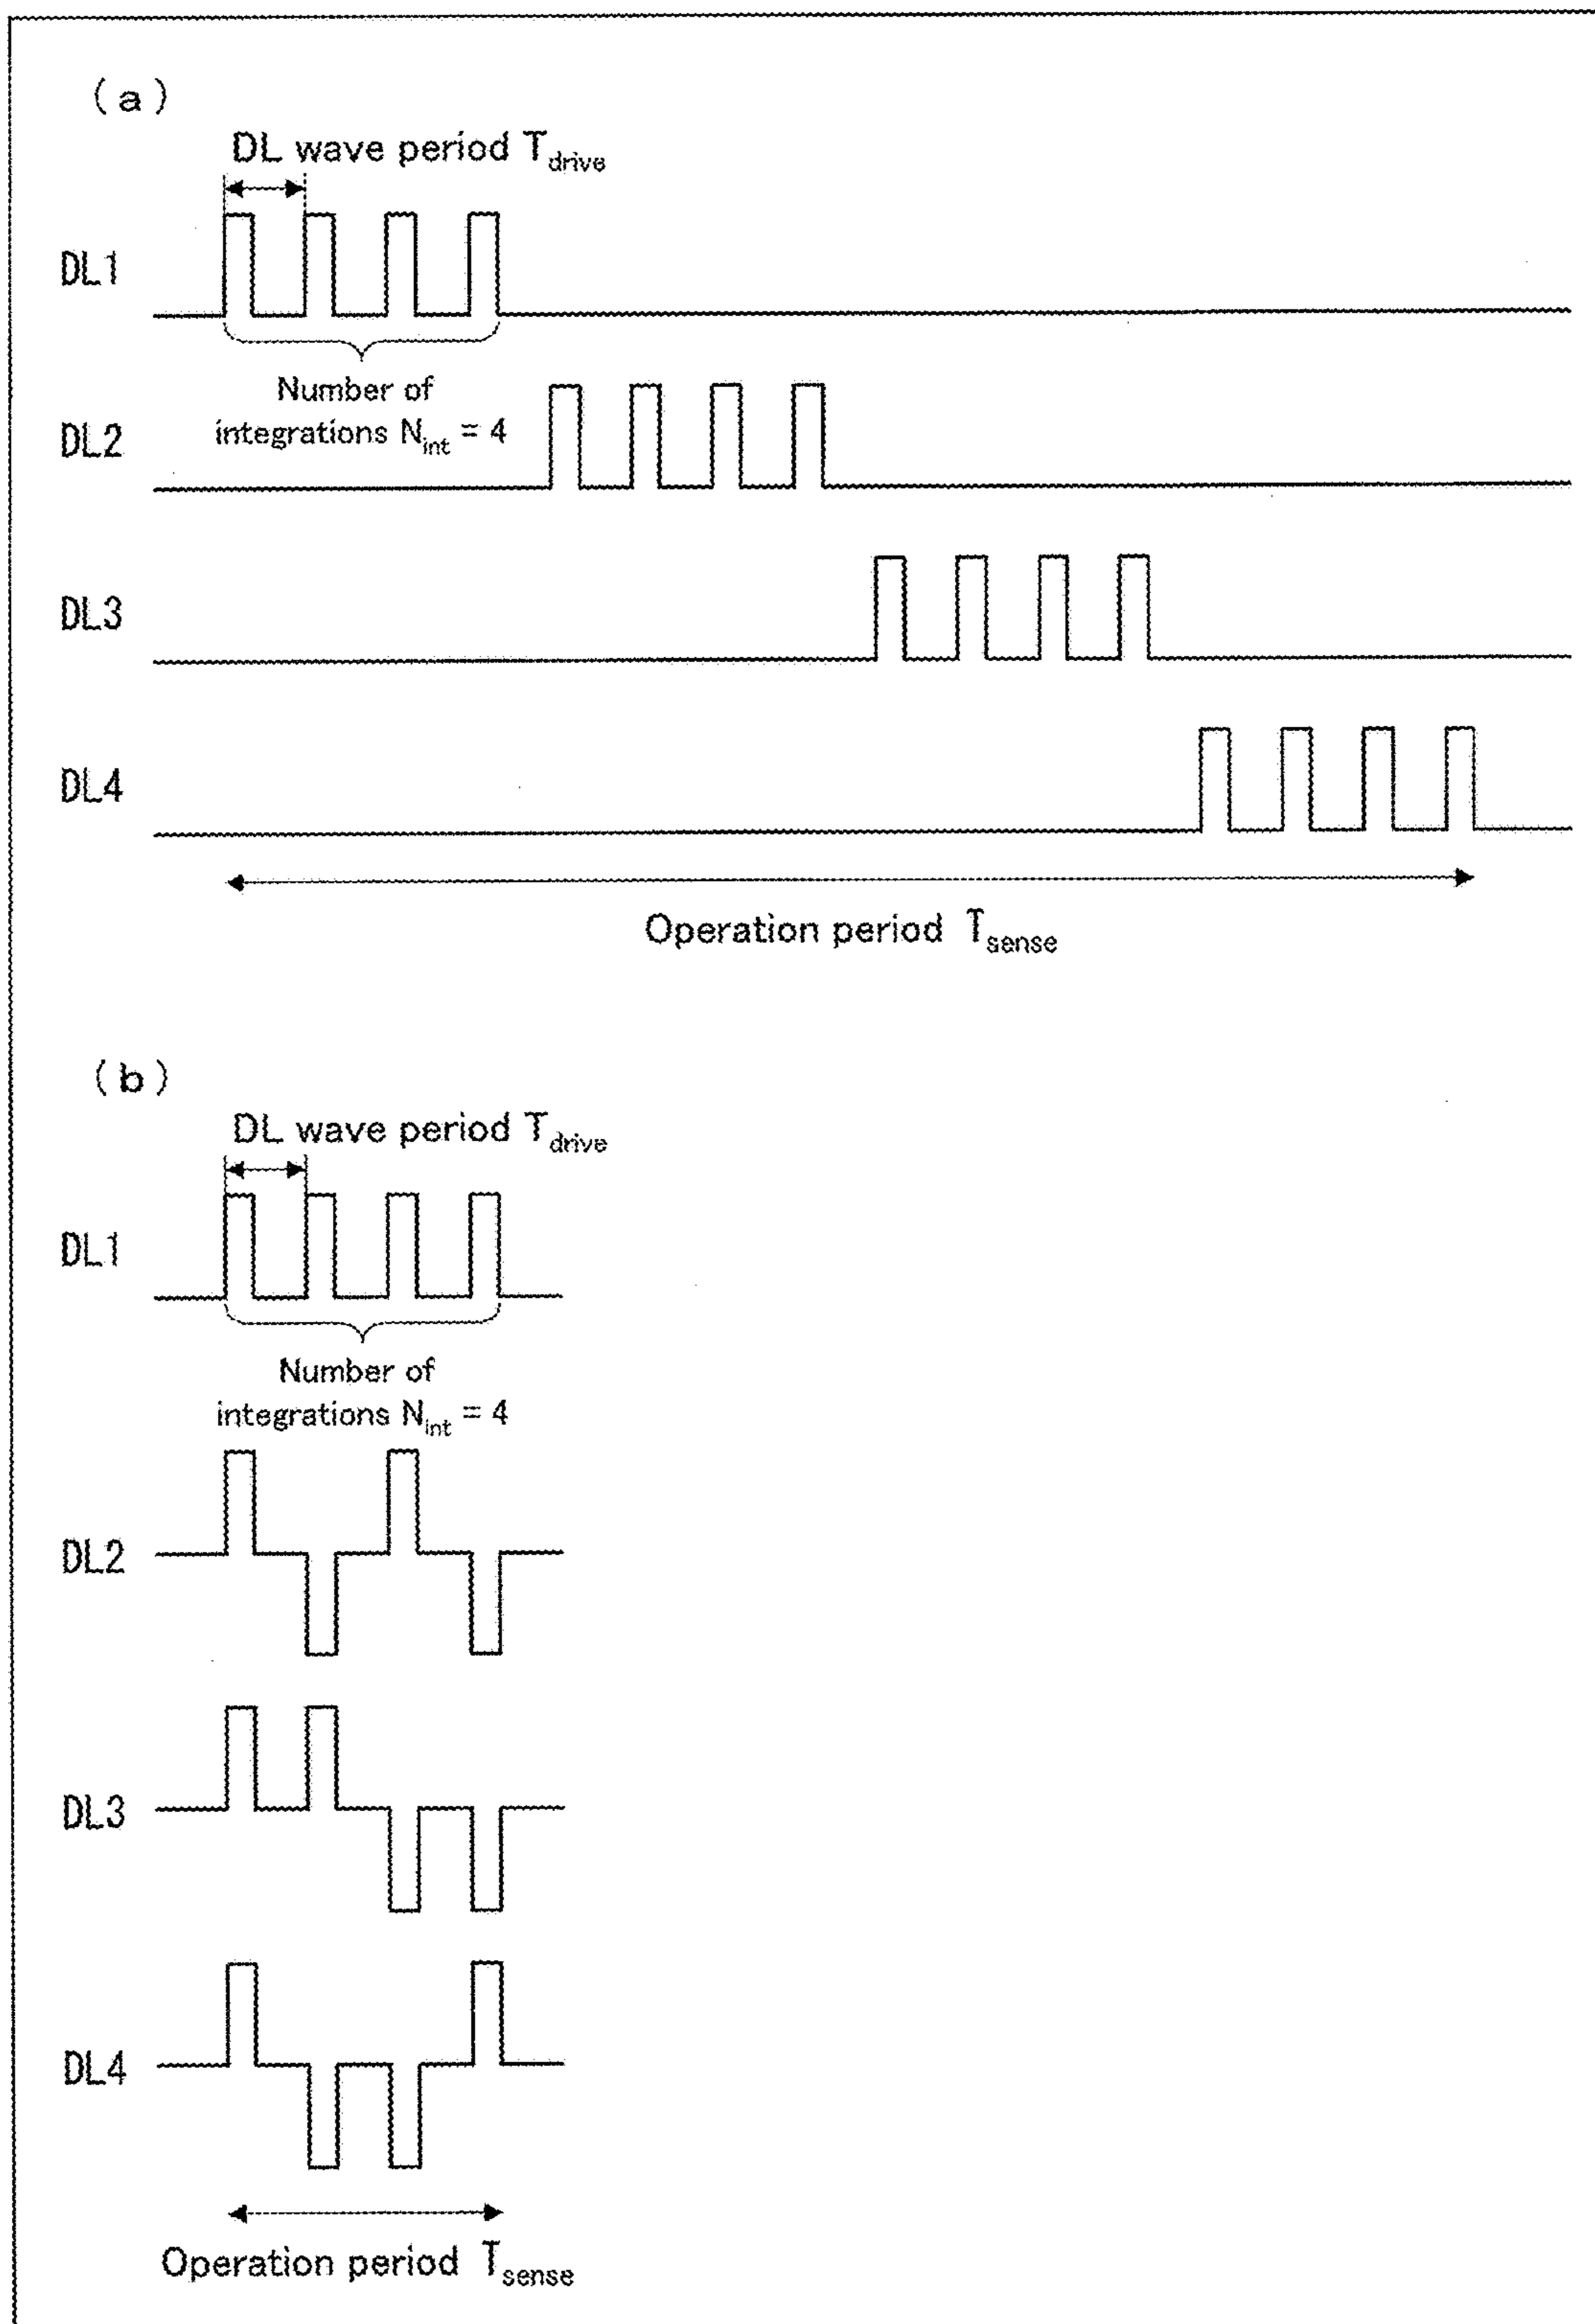 (a)
DL wave period T_drive
DL1
Number of
integrations N_int = 4
DL2
DL3
DL4
Operation period T_sense
(b)
DL wave period T_drive
DL1
Number of
integrations N_int = 4
DL2
DL3
DL4
Operation period T_sense